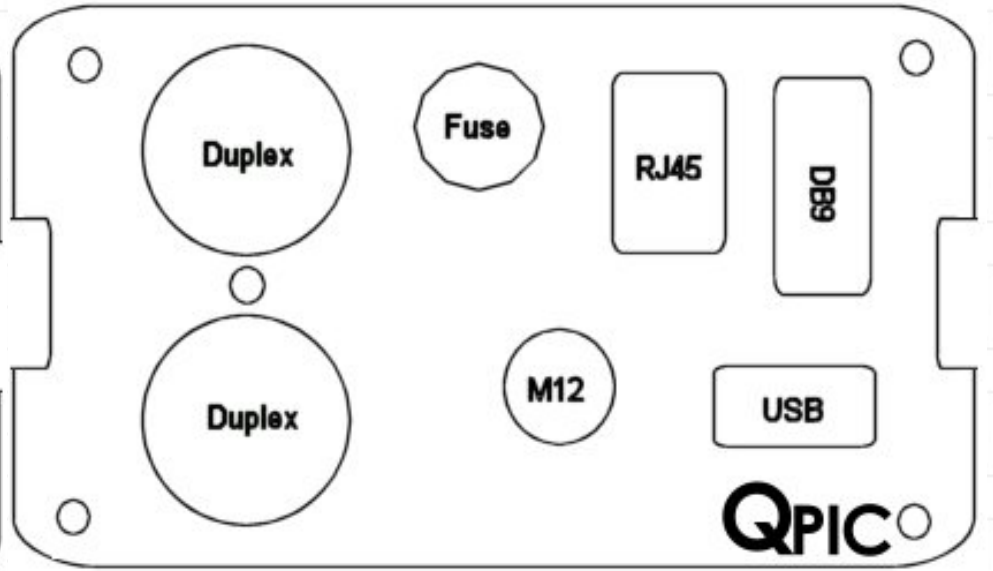 Duplex
Fuse
RJ45
DB9
Duplex
M12
USB
QPIC